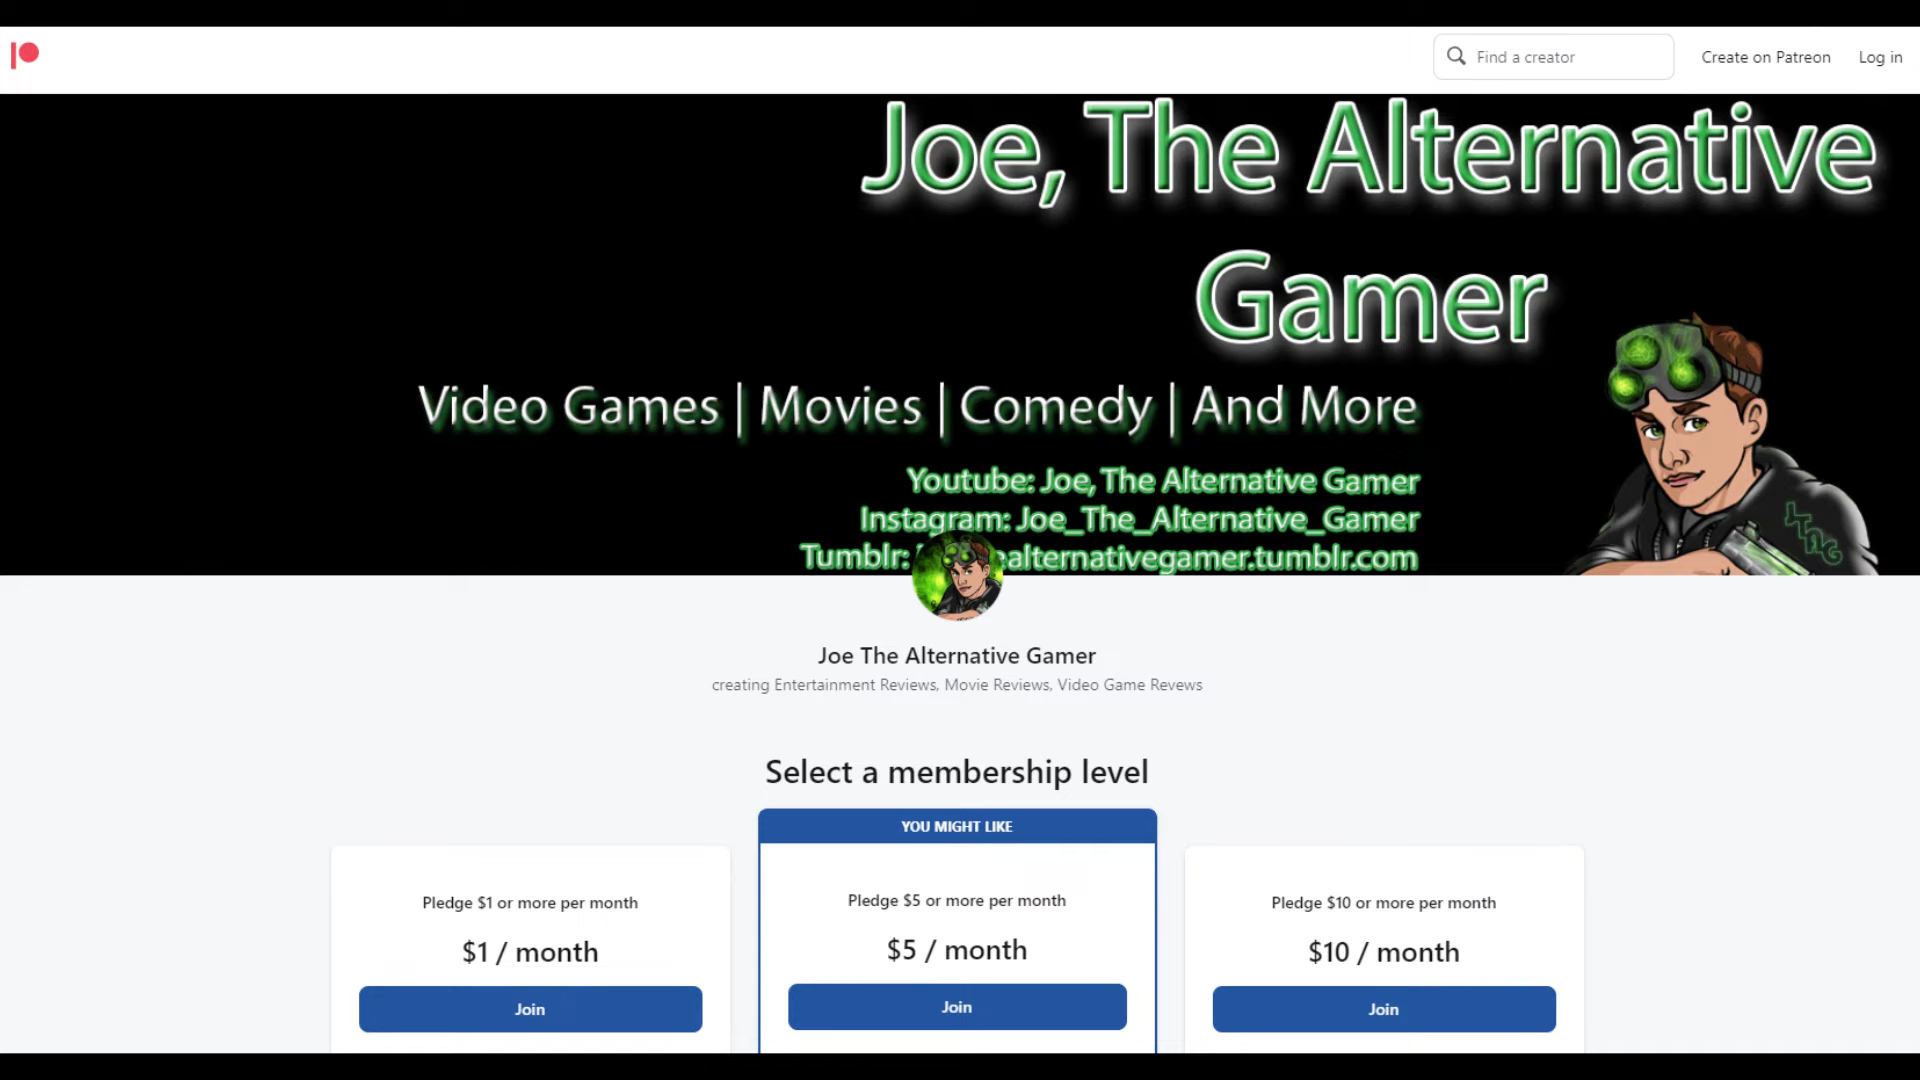 Find a creator
Create on Patreon
Log in
Joe, The Alternative
Gamer
Video Games | Movies | Comedy | And More
Youtube: Joe, The Alternative Gamer
Instagram: Joe_The_Alternative_Gamer
Tumblr: ealternativegamer.tumblr.com
JTAG
Joe The Alternative Gamer
creating Entertainment Reviews, Movie Reviews, Video Game Revews
Select a membership level
YOU MIGHT LIKE
Pledge $1 or more per month
$1 / month
Join
Pledge $5 or more per month
$5 / month
Join
Pledge $10 or more per month
$10 / month
Join